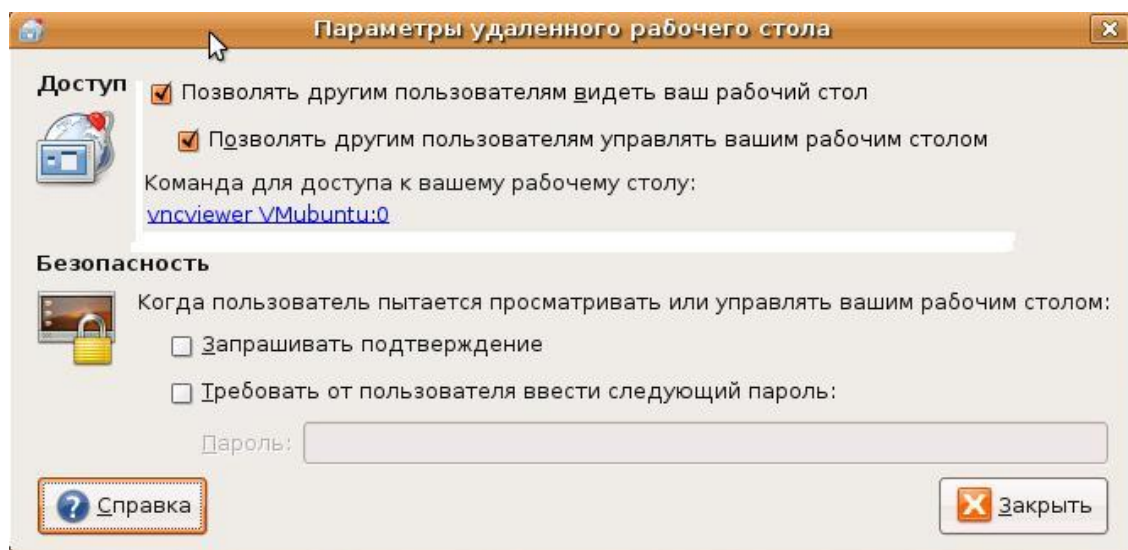 Параметры удаленного рабочего стола
Доступ
Позволять другим пользователям видеть ваш рабочий стол
Позволять другим пользователям управлять вашим рабочим столом
Команда для доступа к вашему рабочему столу:
vncviewer VMubuntu:0
Безопасность
Когда пользователь пытается просматривать или управлять вашим рабочим столом:
Запрашивать подтверждение
Требовать от пользователя ввести следующий пароль:
Пароль:
Справка
Закрыть